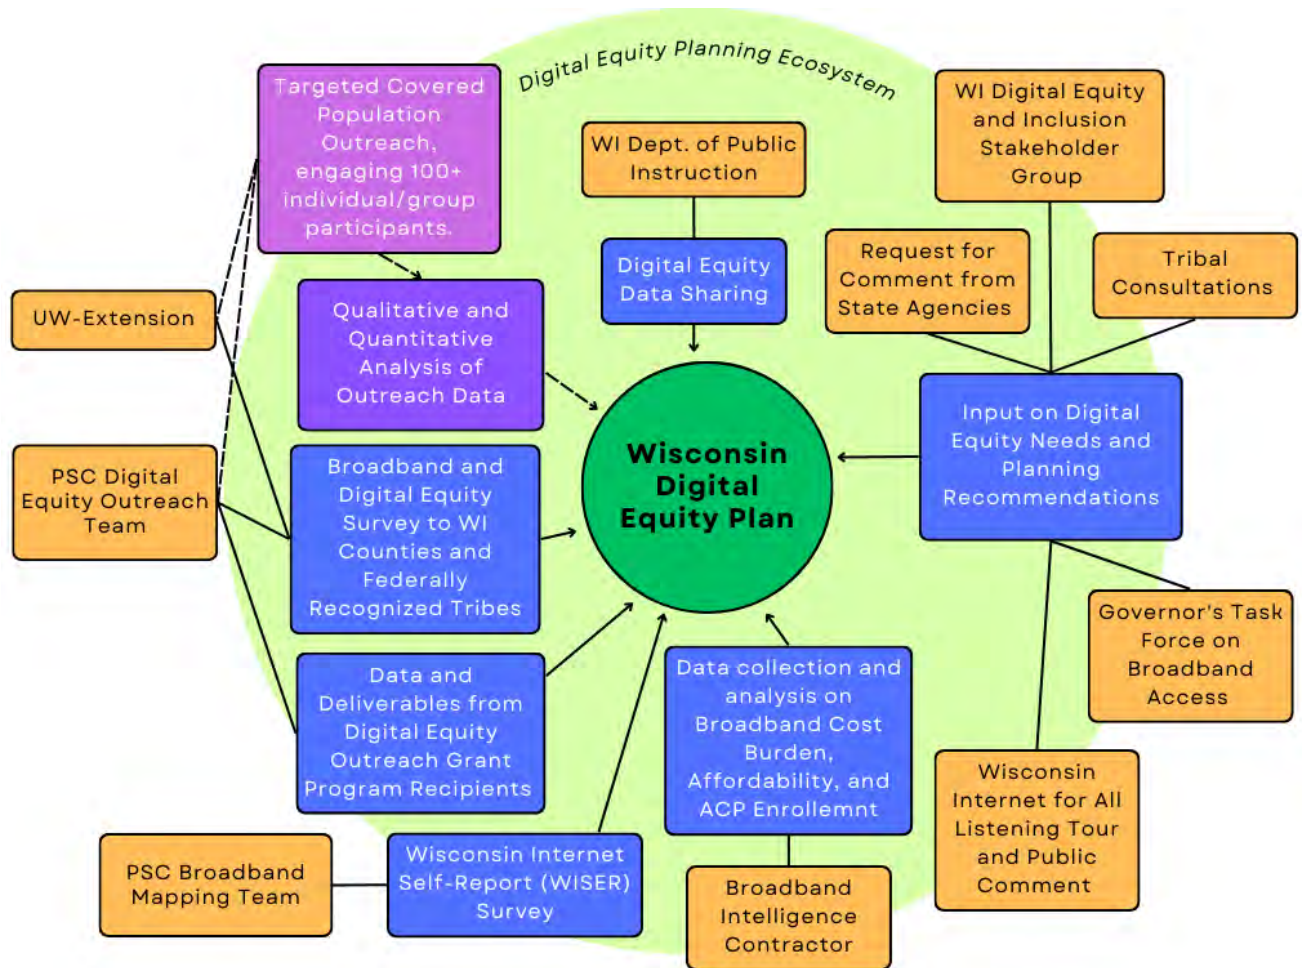 Digital Equity Planning Ecosystem
Targeted Covered
Population
Outreach,
engaging 100+
individual/group
participants.
WI Dept. of Public
Instruction
WI Digital Equity
and Inclusion
Stakeholder
Group
Digital Equity
Data Sharing
Request for
Comment from
State Agencies
Tribal
Consultations
UW-Extension
Qualitative and
Quantitative
Analysis of
Outreach Data
Wisconsin
Digital
Equity Plan
Input on Digital
Equity Needs and
Planning
Recommendations
PSC Digital
Equity Outreach
Team
Broadband and
Digital Equity
Survey to WI
Counties and
Federally
Recognized Tribes
Governor's Task
Force on
Broadband
Access
Data and
Deliverables from
Digital Equity
Outreach Grant
Program Recipients
Data collection and
analysis on
Broadband Cost
Burden,
Affordability, and
ACP Enrollemnt
Wisconsin
Internet for All
Listening Tour
and Public
Comment
PSC Broadband
Mapping Team
Wisconsin Internet
Self-Report (WISER)
Survey
Broadband
Intelligence
Contractor